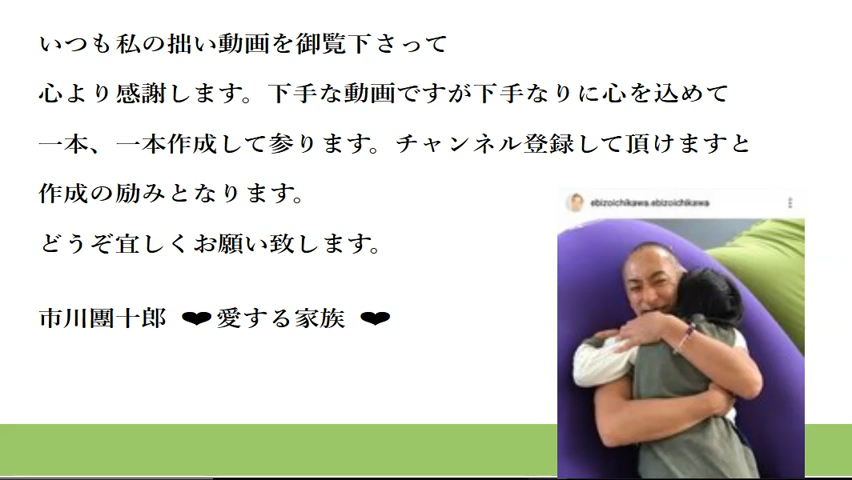 いつも私の拙い動画を御覧下さって
心より感謝します。下手な動画ですが下手なりに心を込めて
一本、一本作成して参ります。チャンネル登録して頂けますと
作成の励みとなります。
どうぞ宜しくお願い致します。
市川團十郎 ❤愛する家族 ❤
ebizoichikawa.ebizoichikawa